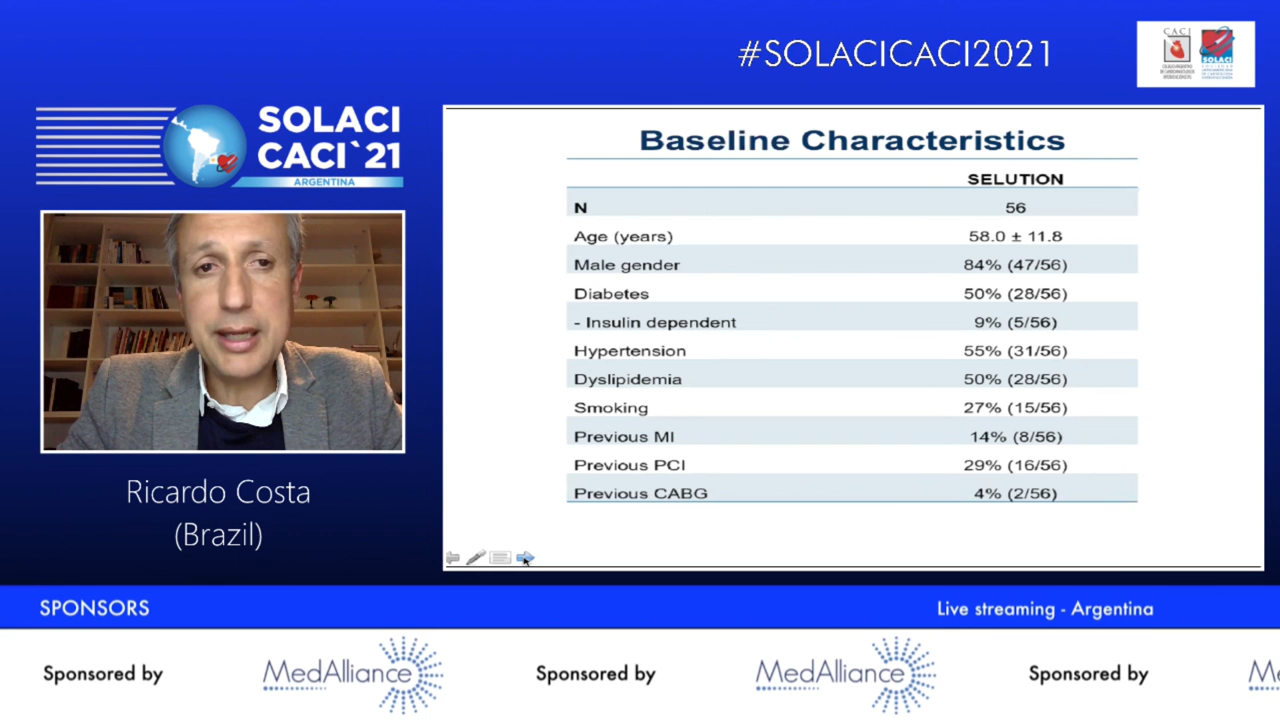 #SOLACICACI2021
CACI
SOLACI
SOLACI
CACI`21
ARGENTINA
Baseline Characteristics
SELUTION
N 56
Age (years) 58.0 ± 11.8
Male gender 84% (47/56)
Diabetes 50% (28/56)
- Insulin dependent 9% (5/56)
Hypertension 55% (31/56)
Dyslipidemia 50% (28/56)
Smoking 27% (15/56)
Previous MI 14% (8/56)
Previous PCI 29% (16/56)
Previous CABG 4% (2/56)
Ricardo Costa
(Brazil)
SPONSORS Live streaming - Argentina
Sponsored by MedAlliance Sponsored by MedAlliance Sponsored by Me